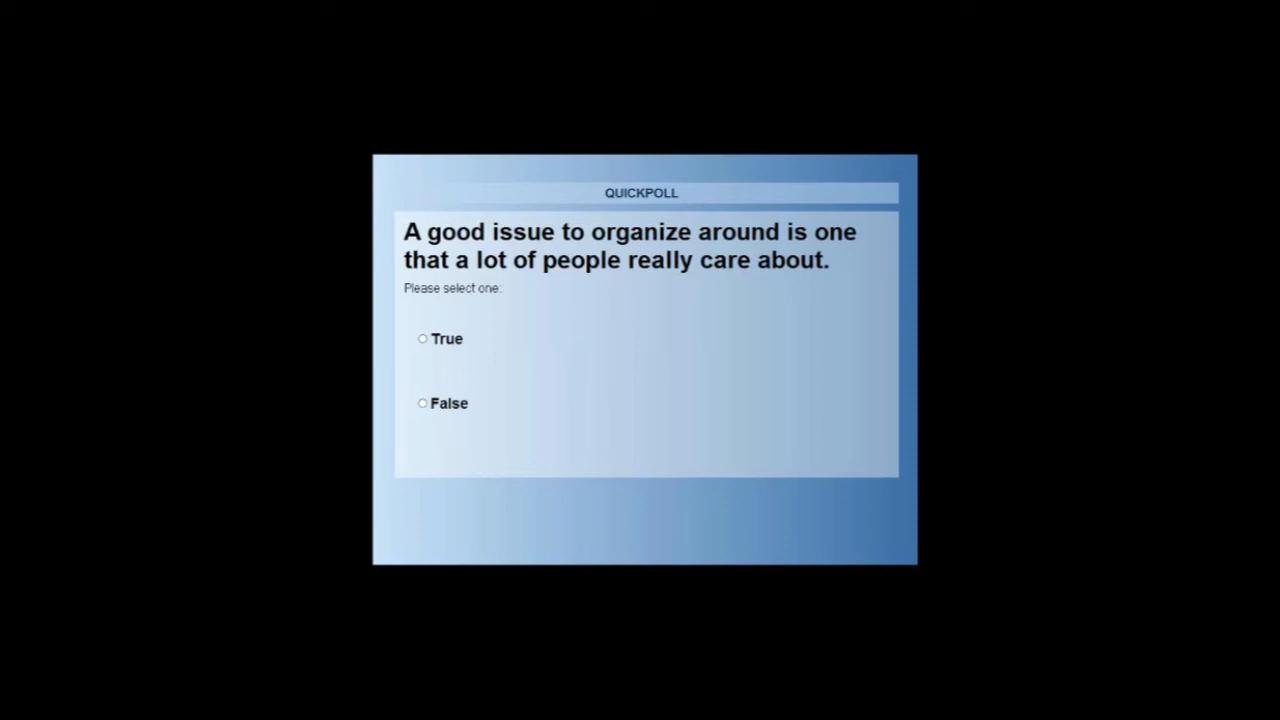 QUICKPOLL
A good issue to organize around is one
that a lot of people really care about.
Please select one:
True
False